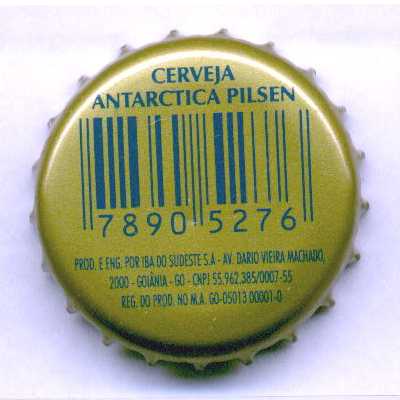 CERVEJA
ANTARCTICA PILSEN
7890 5276
PROD. E ENG. POR IBA DO SUDESTE S.A - AV. DARIO VIEIRA MACHADO,
2000 - GOIÂNIA - GO - CNPJ 55.962.385/0007-55
REG. DO PROD. NO M.A. GO-05013 00001-0